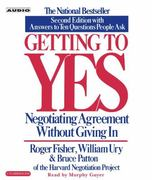 AUDIO
The National Bestseller
Second Edition with
Answers to Ten Questions People Ask
GETTING TO
YES
Negotiating Agreement
Without Giving In
Roger Fisher, William Ury
& Bruce Patton
of the Harvard Negotiation Project
Read by Murphy Guyer